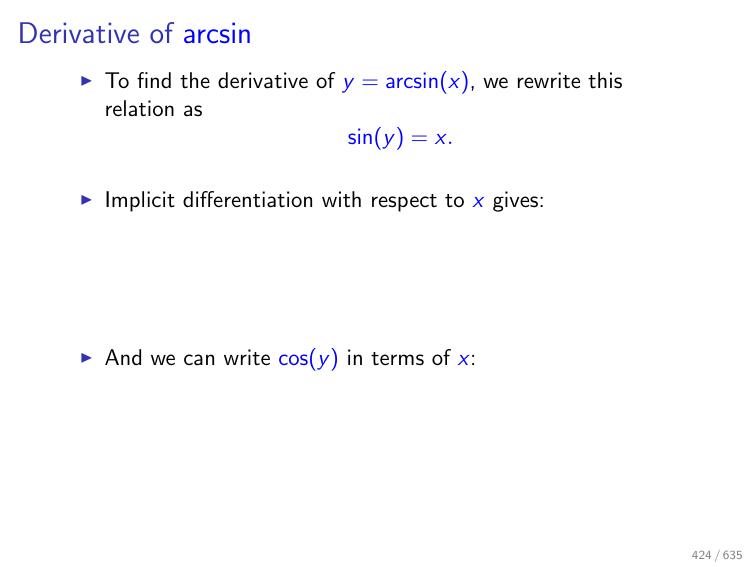 Derivative of arcsin
▶ To find the derivative of y = arcsin(x), we rewrite this
relation as
sin(y) = x.
▶ Implicit differentiation with respect to x gives:
▶ And we can write cos(y) in terms of x:
424 / 635